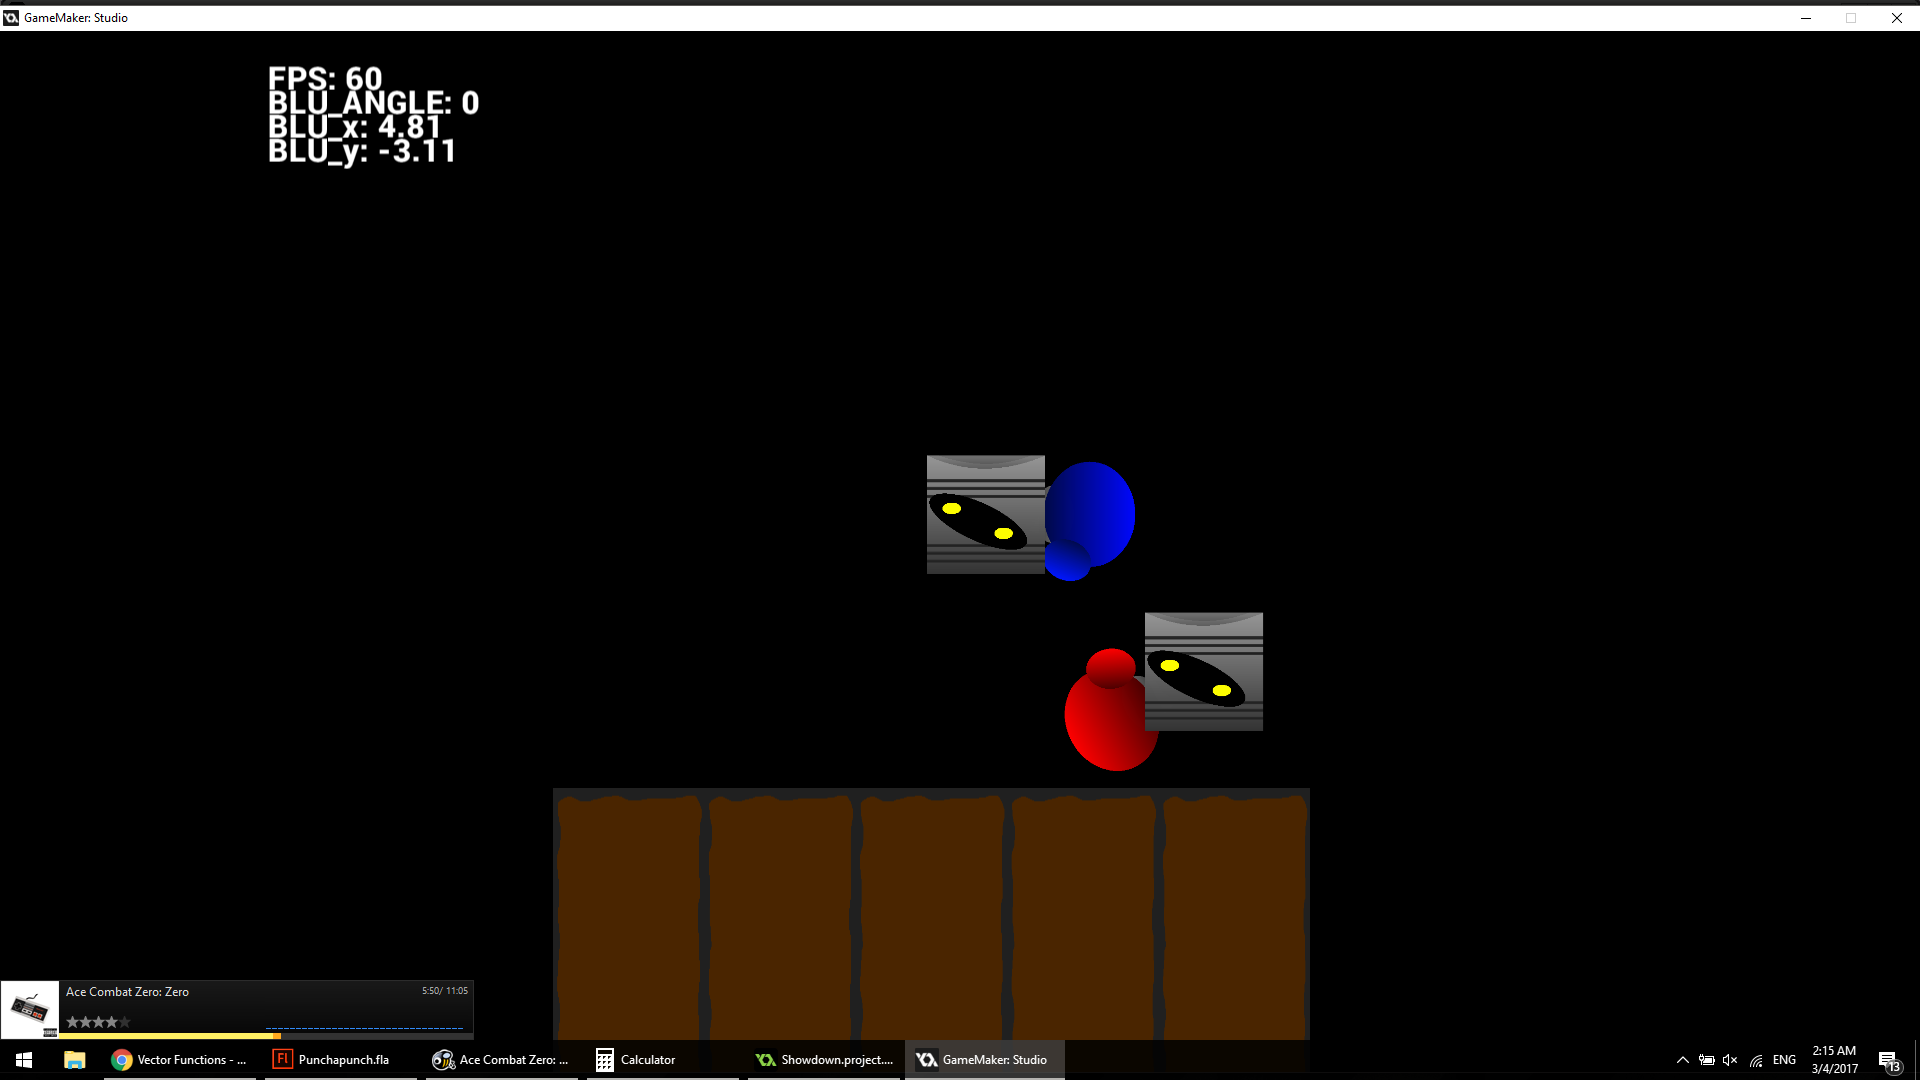 GameMaker: Studio
FPS: 60
BLU_ANGLE: 0
BLU_x: 4.81
BLU_y: -3.11
Ace Combat Zero: Zero
5:50/ 11:05
Vector Functions - ...
Fl
Punchapunch.fla
Ace Combat Zero: ...
Calculator
Showdown.project....
GameMaker: Studio
ENG
2:15 AM
3/4/2017
13